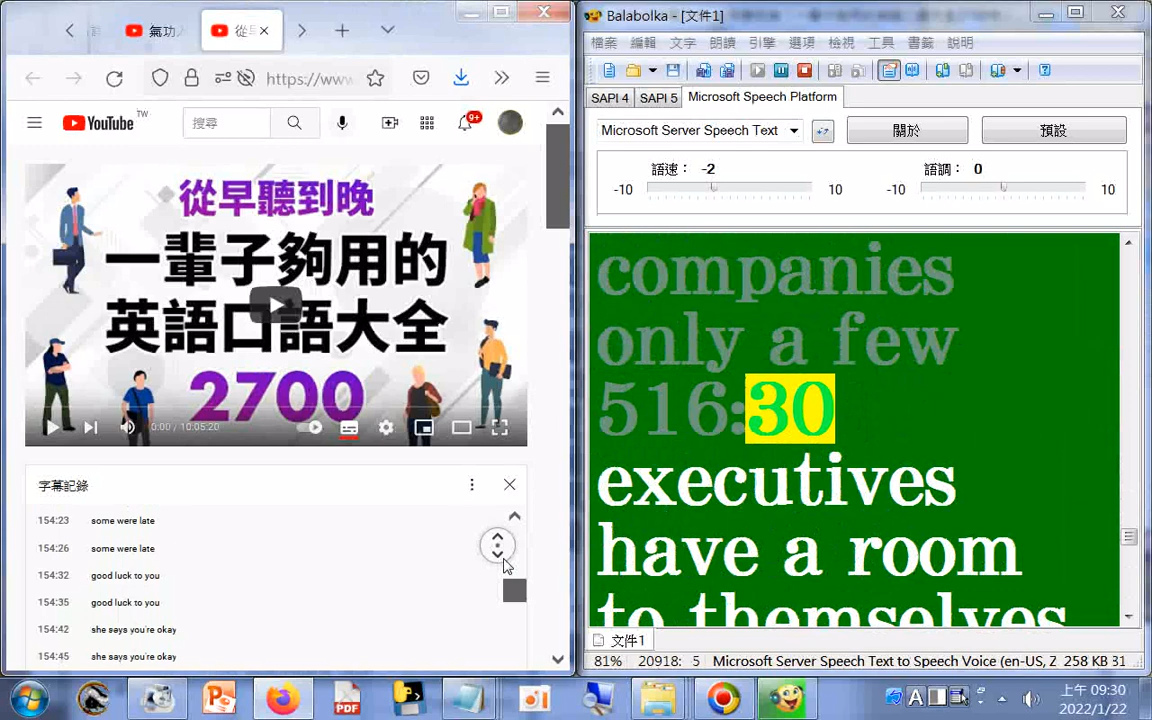 氣功
從
https://www
YouTube TW
搜尋
9+
從早聽到晚
一輩子夠用的
英語口語大全
2700
0:00 / 10:05:20
字幕記錄
154:23 some were late
154:26 some were late
154:32 good luck to you
154:35 good luck to you
154:42 she says you're okay
154:45 she says you're okay
Balabolka - [文件1]
檔案 編輯 文字 朗讀 引擎 選項 檢視 工具 書籤 說明
SAPI 4 SAPI 5 Microsoft Speech Platform
Microsoft Server Speech Text 關於 預設
語速： -2 語調： 0
-10 10 -10 10
companies
only a few
516:30
executives
have a room
to themselves
文件1
81% 20918: 5 Microsoft Server Speech Text to Speech Voice (en-US, Z 258 KB 31
PDF
A
上午 09:30
2022/1/22